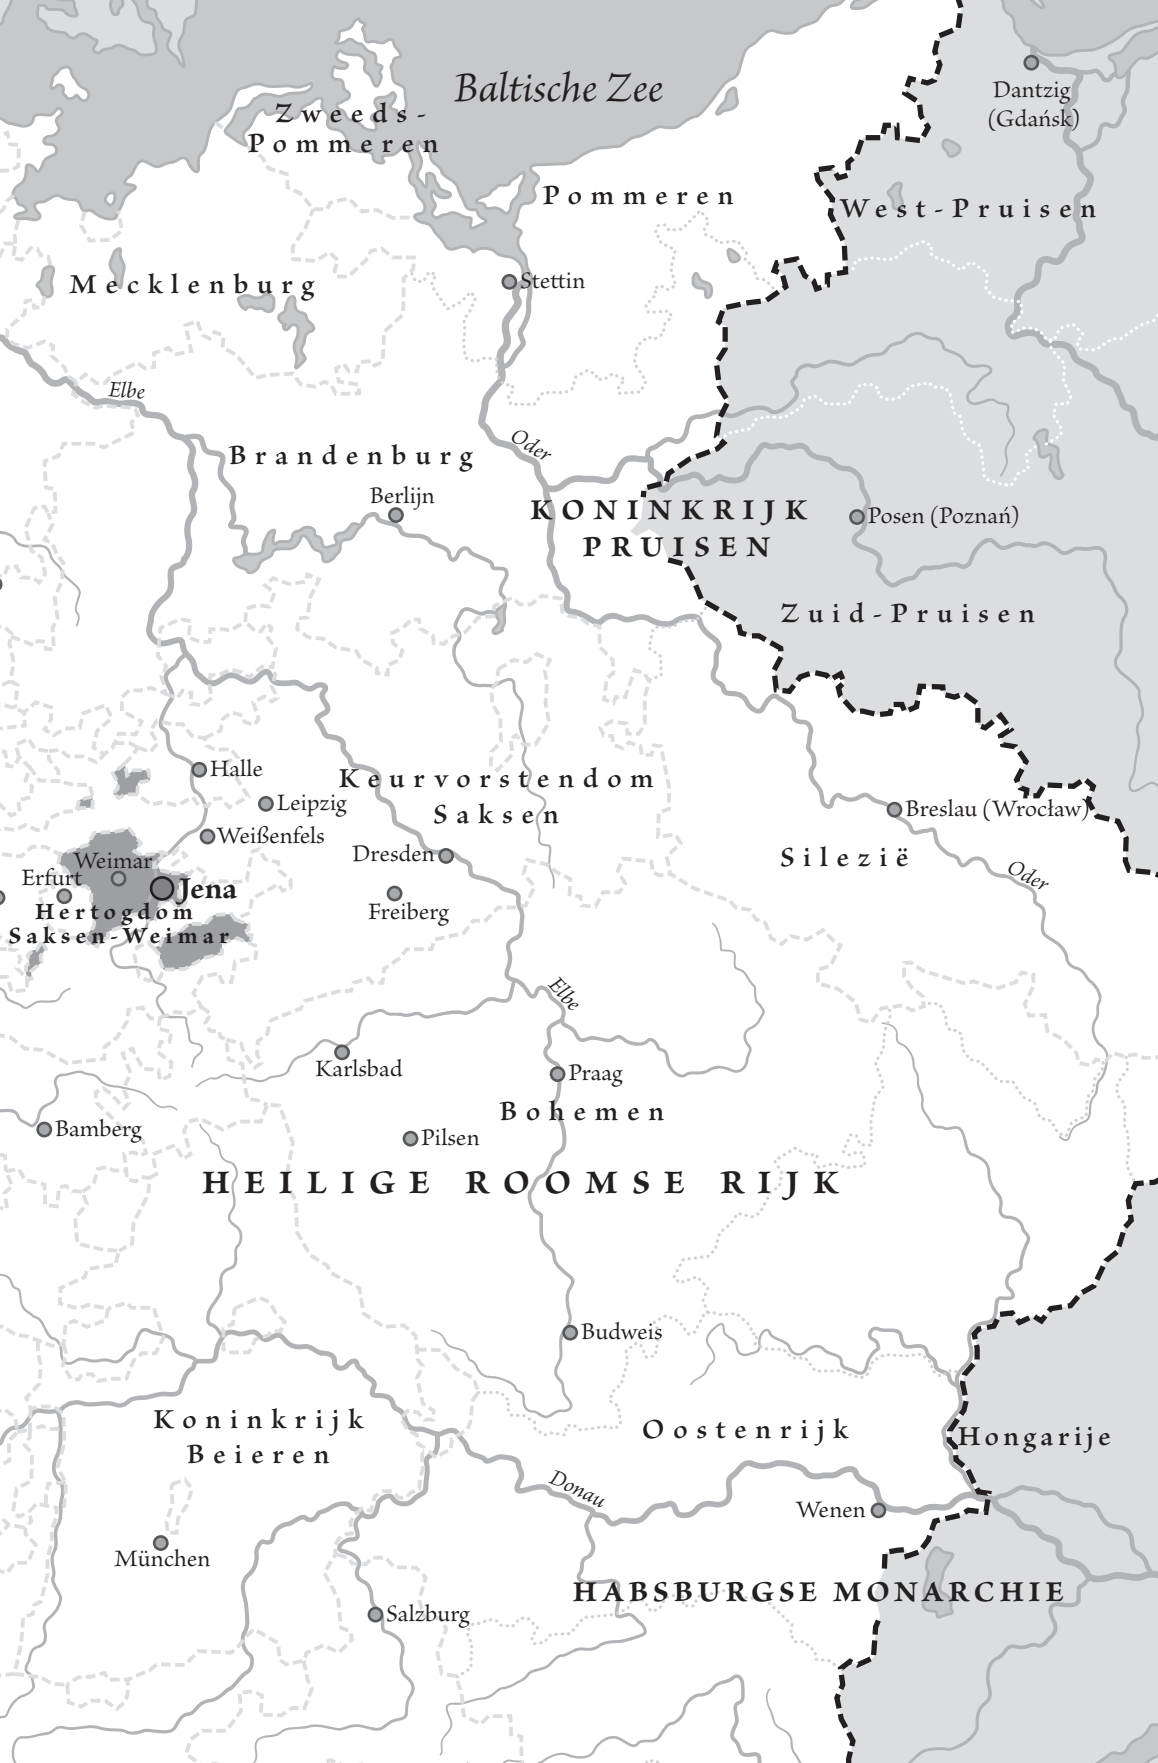 Baltische Zee
Dantzig
(Gdańsk)
Zweeds-
Pommeren
Pommeren
West-Pruisen
Mecklenburg
Stettin
Elbe
Oder
Brandenburg
Berlijn
KONINKRIJK
PRUISEN
Posen (Poznań)
Zuid-Pruisen
Halle
Keurvorstendom
Saksen
Leipzig
Breslau (Wrocław)
Weißenfels
Dresden
Silezië
Weimar
Erfurt
Jena
Oder
Freiberg
Hertogdom
Saksen-Weimar
Elbe
Karlsbad
Praag
Bohemen
Bamberg
Pilsen
HEILIGE ROOMSE RIJK
Budweis
Koninkrijk
Beieren
Oostenrijk
Hongarije
Donau
Wenen
München
HABSBURGSE MONARCHIE
Salzburg